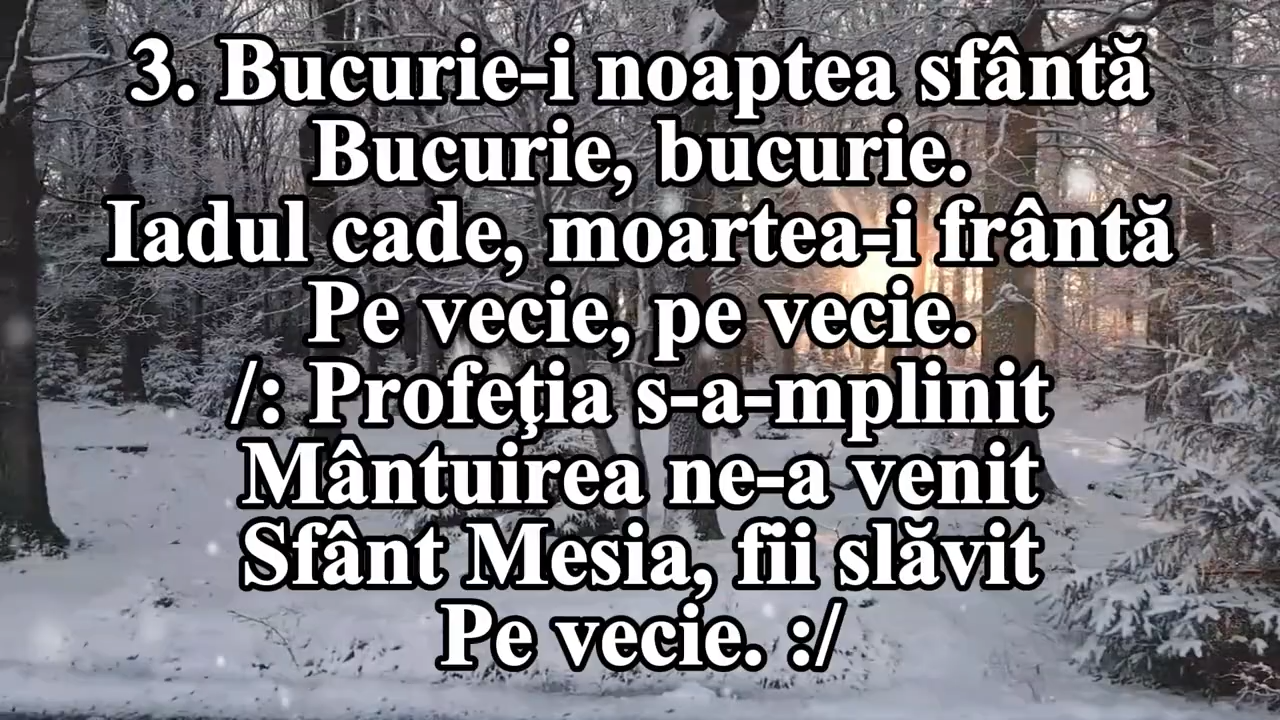 3. Bucurie-i noaptea sfântă
Bucurie, bucurie.
Iadul cade, moartea-i frântă
Pe vecie, pe vecie.
/: Profeţia s-a-mplinit
Mântuirea ne-a venit
Sfânt Mesia, fii slăvit
Pe vecie. :/